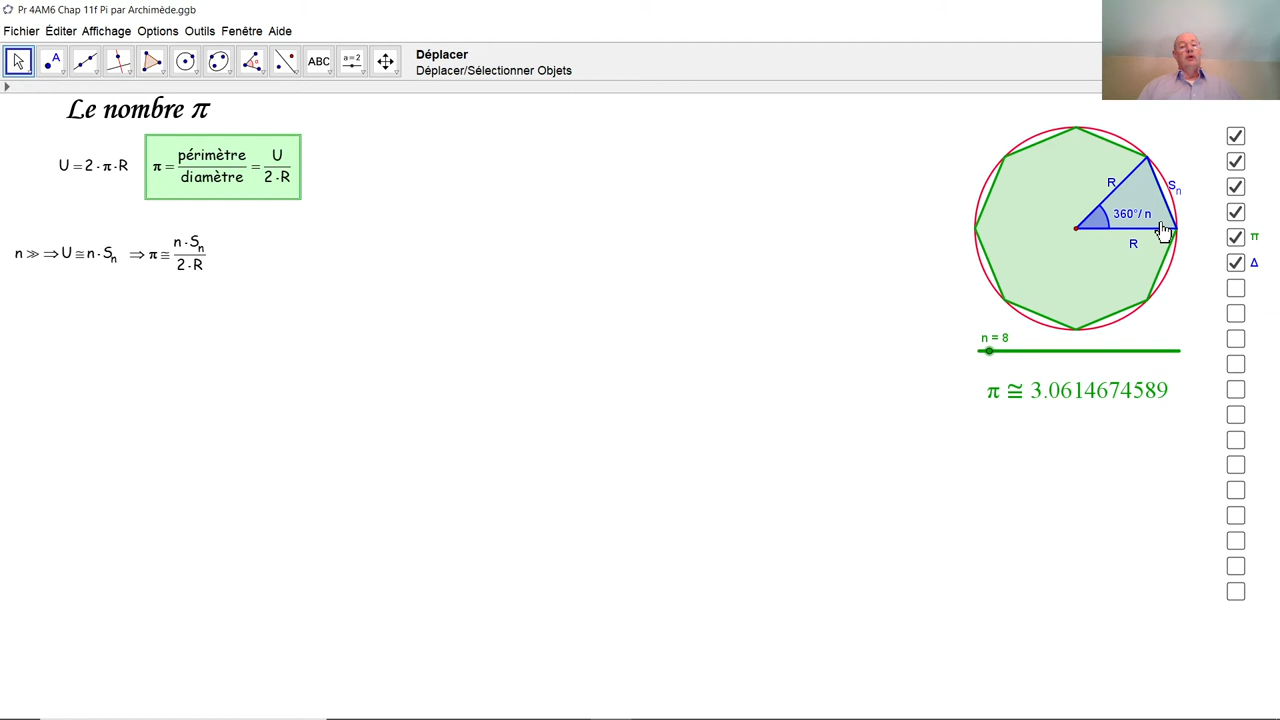 Pr 4AM6 Chap 11f Pi par Archimède.ggb
Fichier Éditer Affichage Options Outils Fenêtre Aide
A
α
ABC
a=2
Déplacer
Déplacer/Sélectionner Objets
Le nombre π
U = 2 · π · R
π = périmètre/diamètre = U/(2 · R)
n ≫ ⇒ U ≅ n · Sₙ ⇒ π ≅ (n · Sₙ)/(2 · R)
R
Sₙ
360°/ n
R
n = 8
π ≅ 3.0614674589
π
Δ